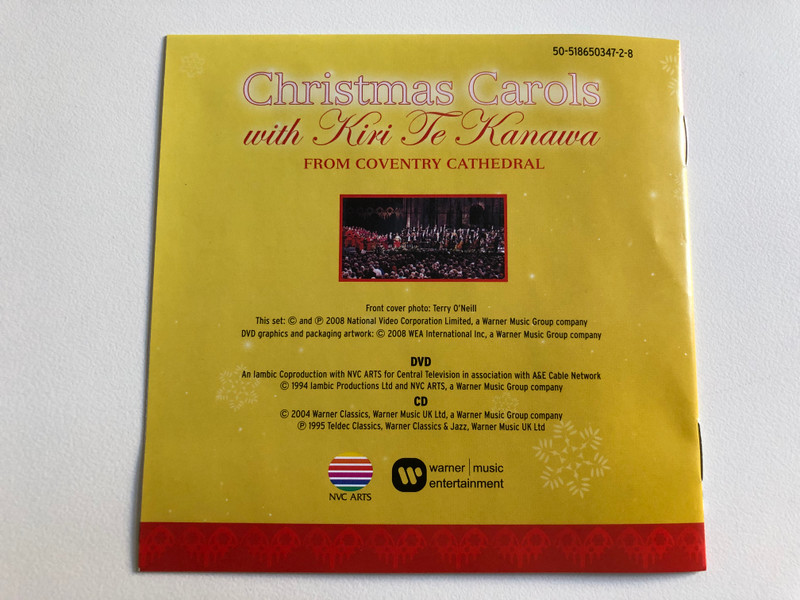 50-518650347-2-8
Christmas Carols
with Kiri Te Kanawa
FROM COVENTRY CATHEDRAL
Front cover photo: Terry O'Neill
This set: © and ℗ 2008 National Video Corporation Limited, a Warner Music Group company
DVD graphics and packaging artwork: © 2008 WEA International Inc, a Warner Music Group company
DVD
An Iambic Coproduction with NVC ARTS for Central Television in association with A&E Cable Network
© 1994 Iambic Productions Ltd and NVC ARTS, a Warner Music Group company
CD
© 2004 Warner Classics, Warner Music UK Ltd, a Warner Music Group company
℗ 1995 Teldec Classics, Warner Classics & Jazz, Warner Music UK Ltd
NVC ARTS
warner | music
entertainment